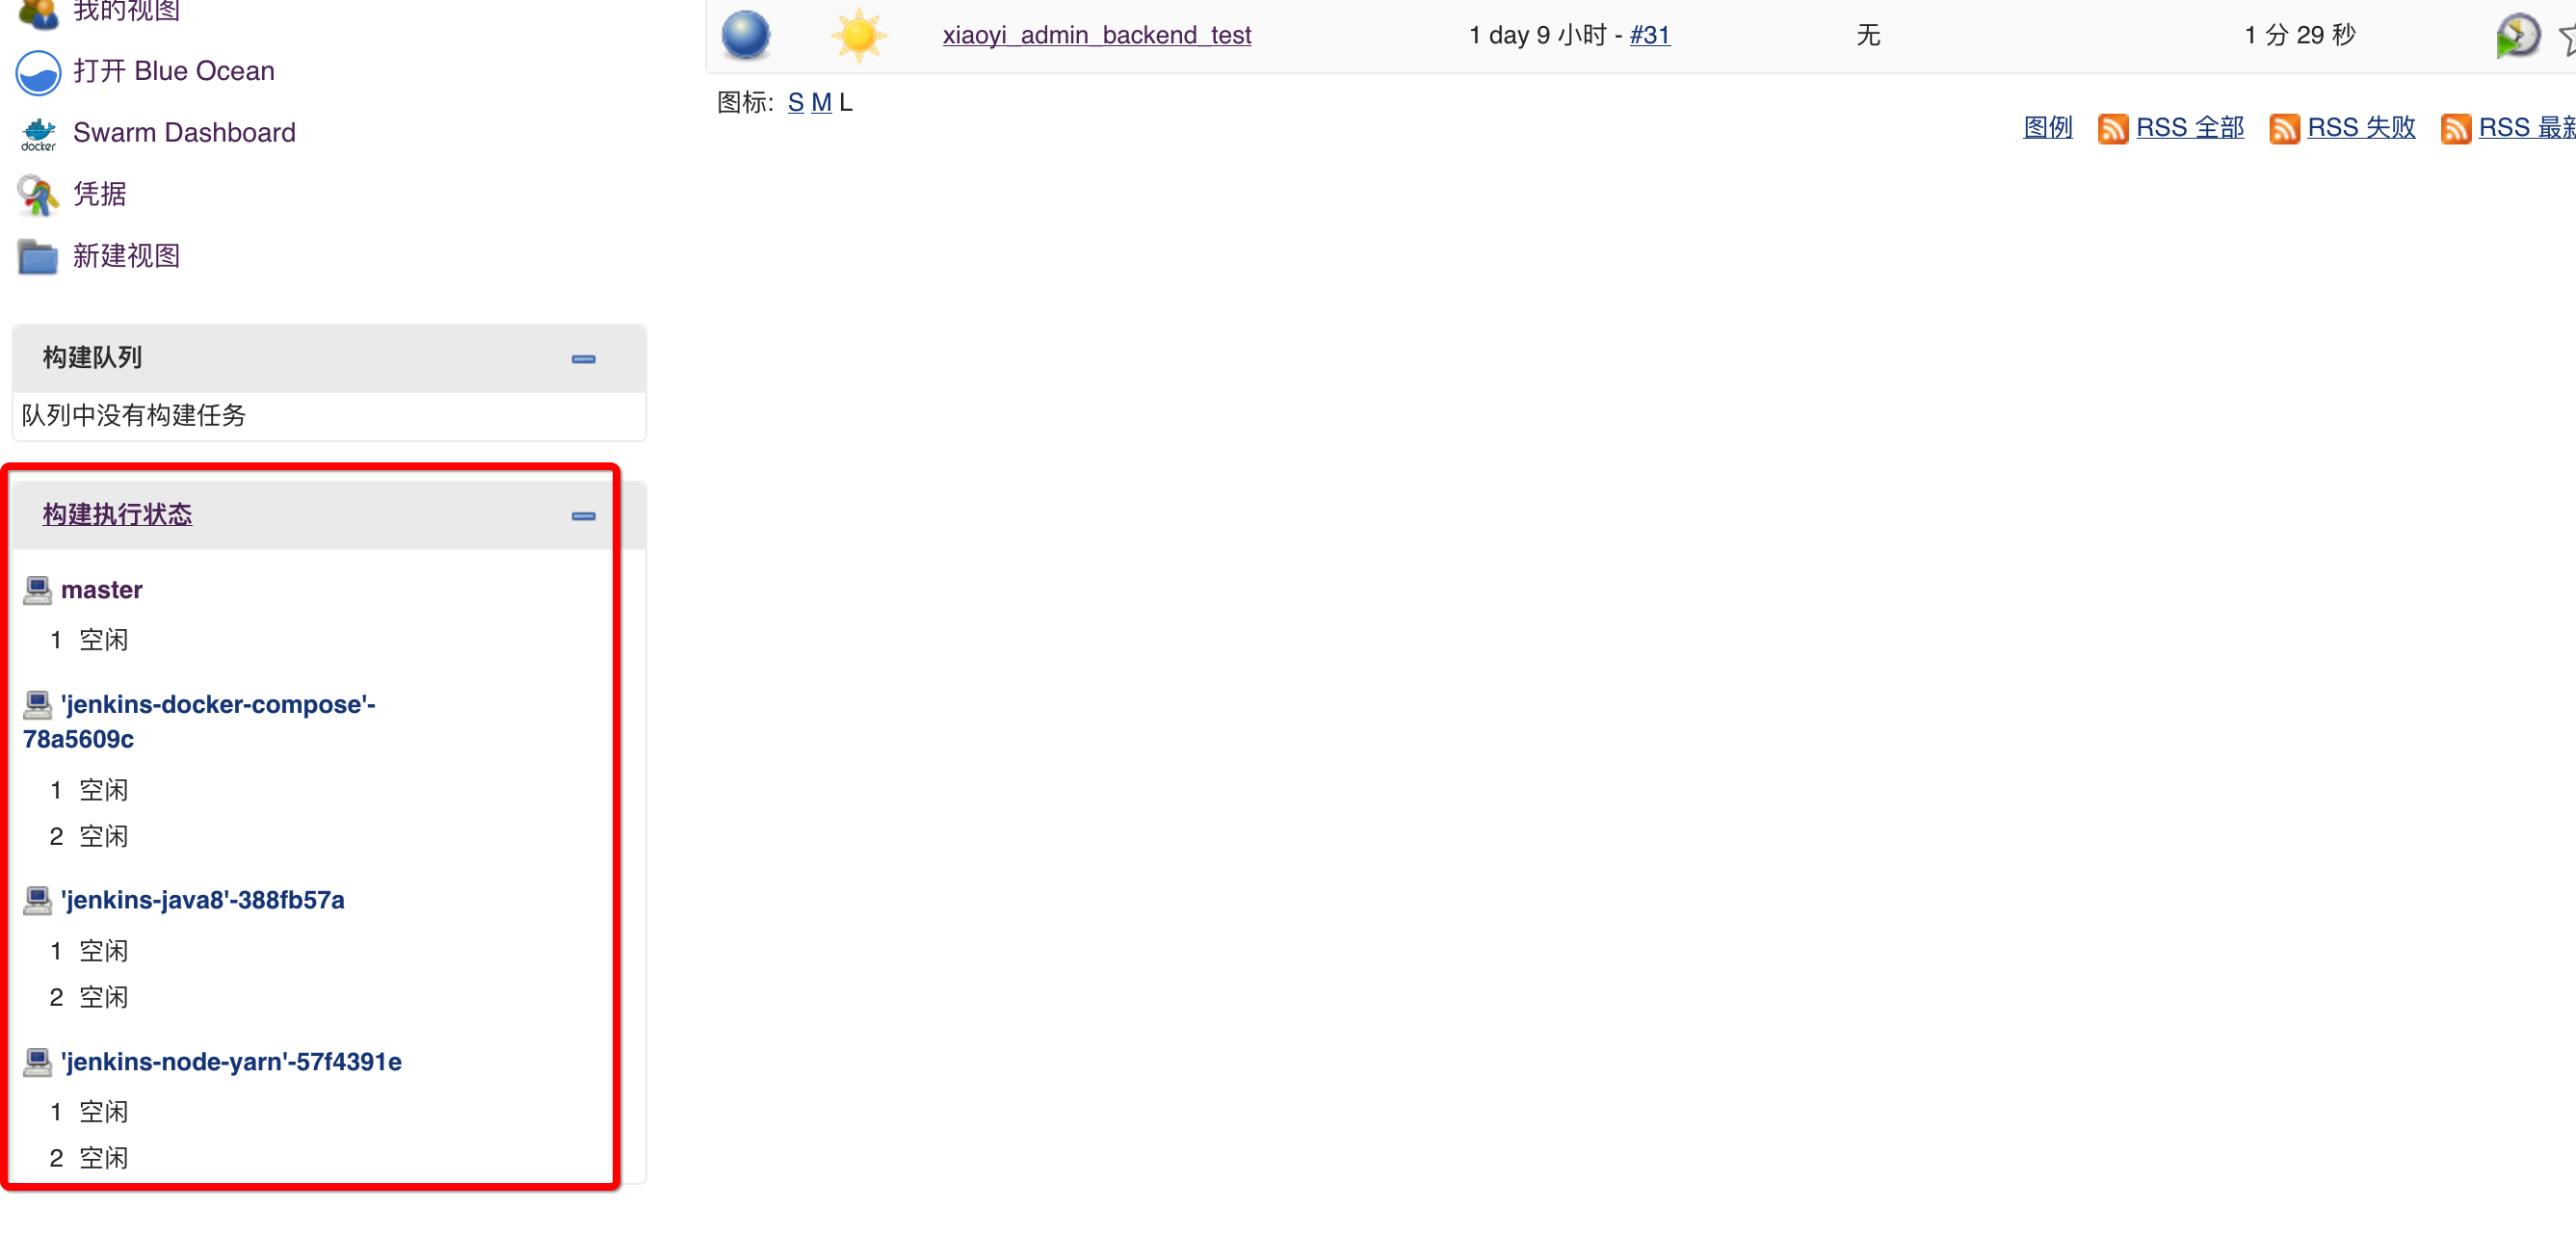 我的视图
打开 Blue Ocean
docker
Swarm Dashboard
凭据
新建视图
构建队列
队列中没有构建任务
构建执行状态
master
1 空闲
'jenkins-docker-compose'-
78a5609c
1 空闲
2 空闲
'jenkins-java8'-388fb57a
1 空闲
2 空闲
'jenkins-node-yarn'-57f4391e
1 空闲
2 空闲
xiaoyi_admin_backend_test 1 day 9 小时 - #31 无 1 分 29 秒
图标: S M L
图例 RSS 全部 RSS 失败 RSS 最新